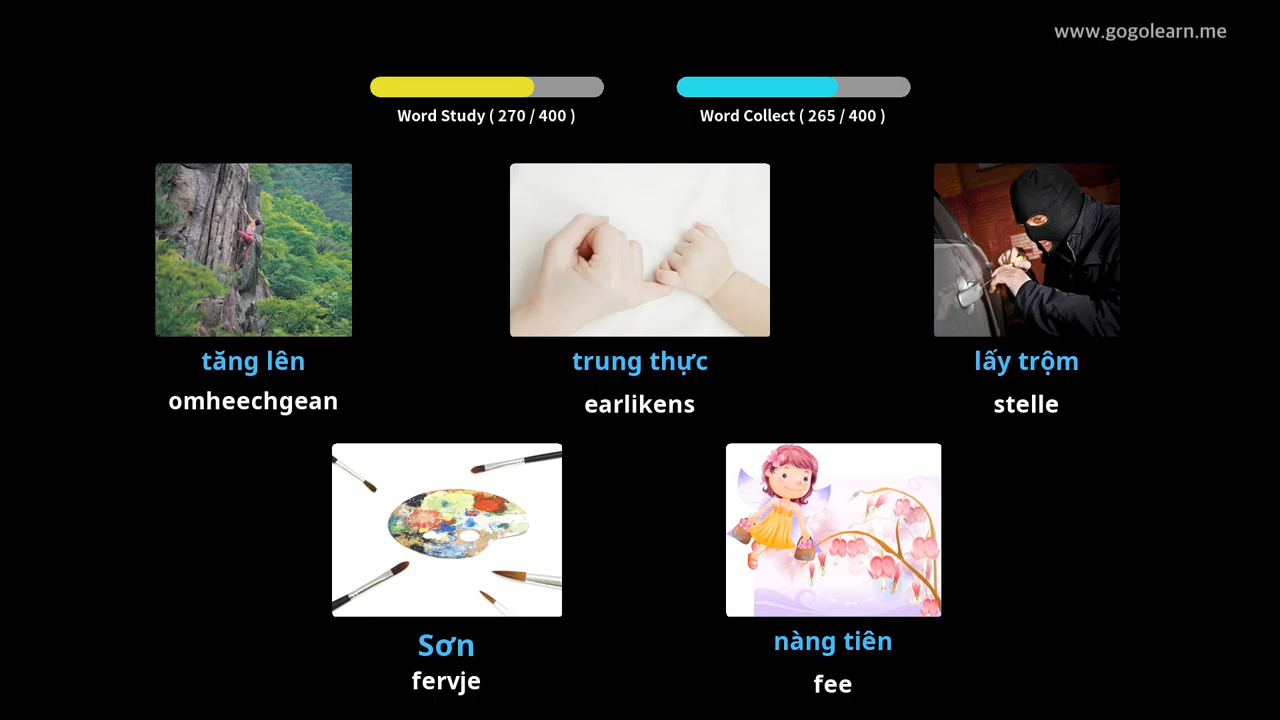 www.gogolearn.me
Word Study ( 270 / 400 )
Word Collect ( 265 / 400 )
tăng lên
omheechgean
trung thực
earlikens
lấy trộm
stelle
Sơn
fervje
nàng tiên
fee